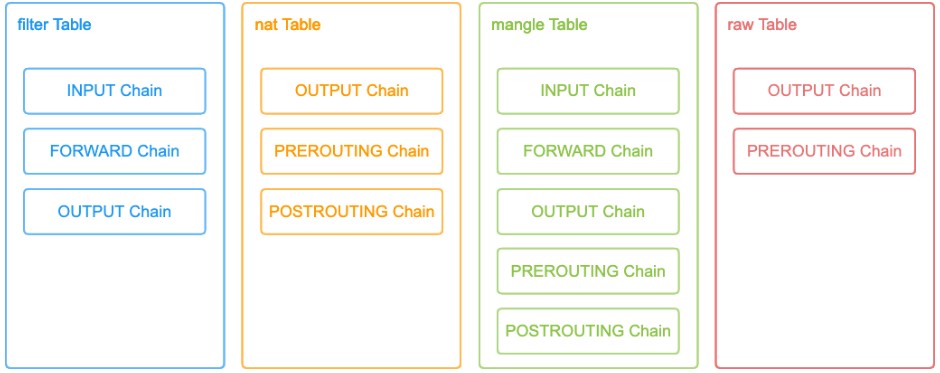 filter Table
INPUT Chain
FORWARD Chain
OUTPUT Chain
nat Table
OUTPUT Chain
PREROUTING Chain
POSTROUTING Chain
mangle Table
INPUT Chain
FORWARD Chain
OUTPUT Chain
PREROUTING Chain
POSTROUTING Chain
raw Table
OUTPUT Chain
PREROUTING Chain